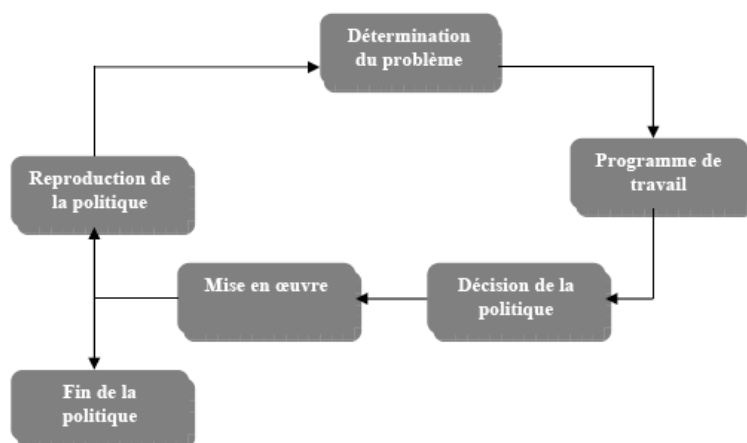 Détermination
du problème
Programme de
travail
Reproduction de
la politique
Mise en œuvre
Décision de la
politique
Fin de la
politique